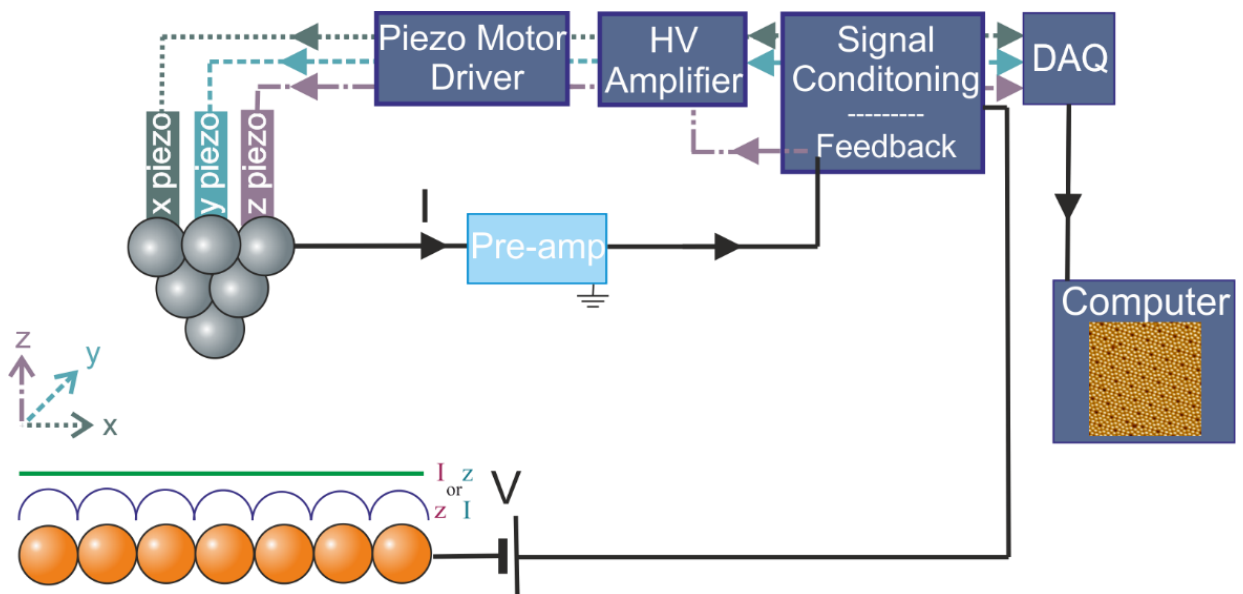 Piezo Motor
Driver
HV
Amplifier
Signal
Conditoning
---------
Feedback
DAQ
x piezo
y piezo
z piezo
I
Pre-amp
Computer
z
y
x
I z
or
z I
V